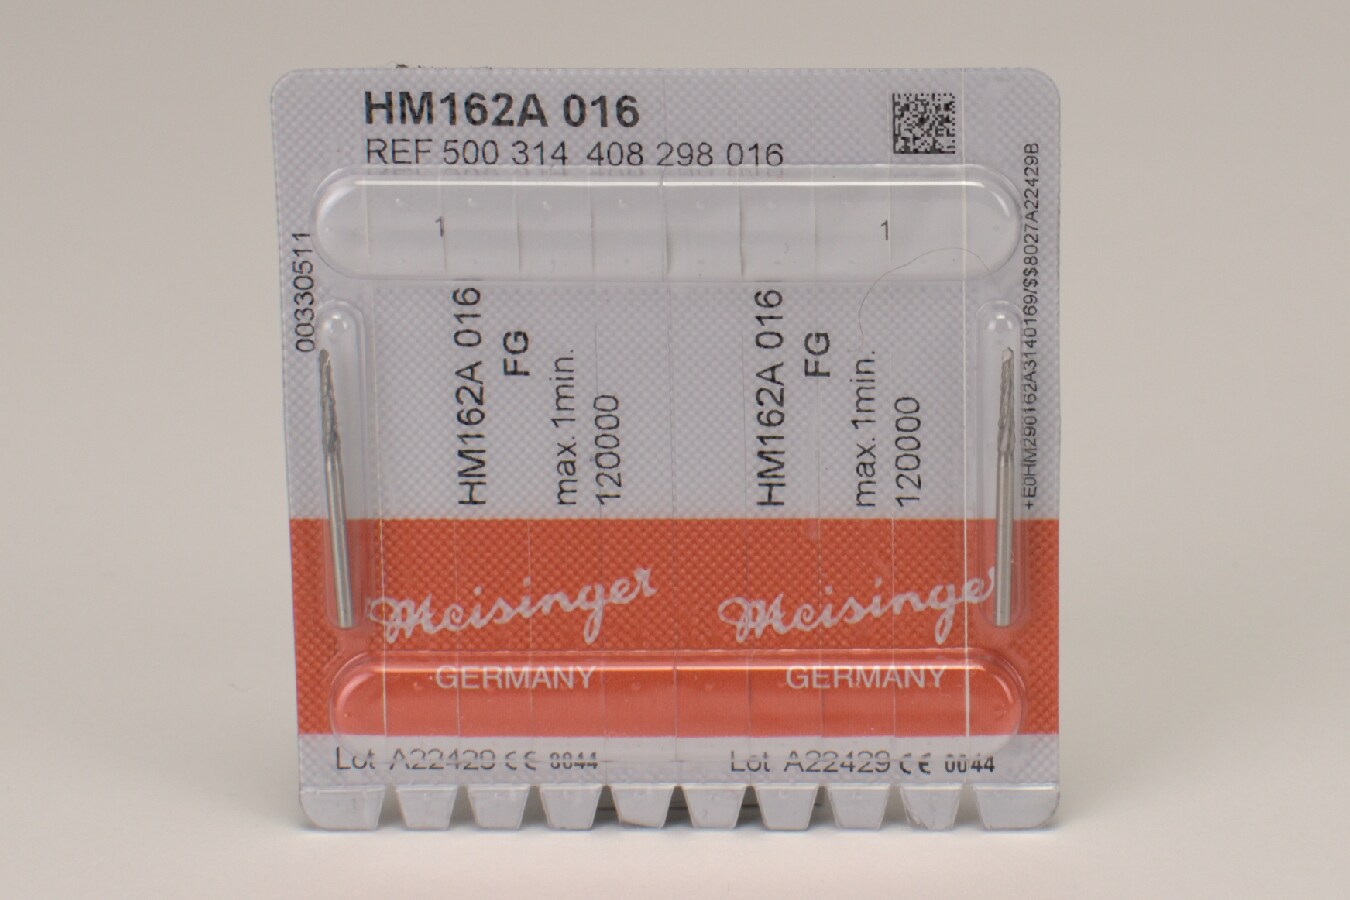 HM162A 016
REF 500 314 408 298 016
1
1
00330511
HM162A 016
FG
max.1min.
120000
HM162A 016
FG
max.1min.
120000
+E0HM290162A3140169/$$8027A22429B
Meisinger
GERMANY
Meisinger
GERMANY
Lot A22429 CE 0044
Lot A22429 CE 0044